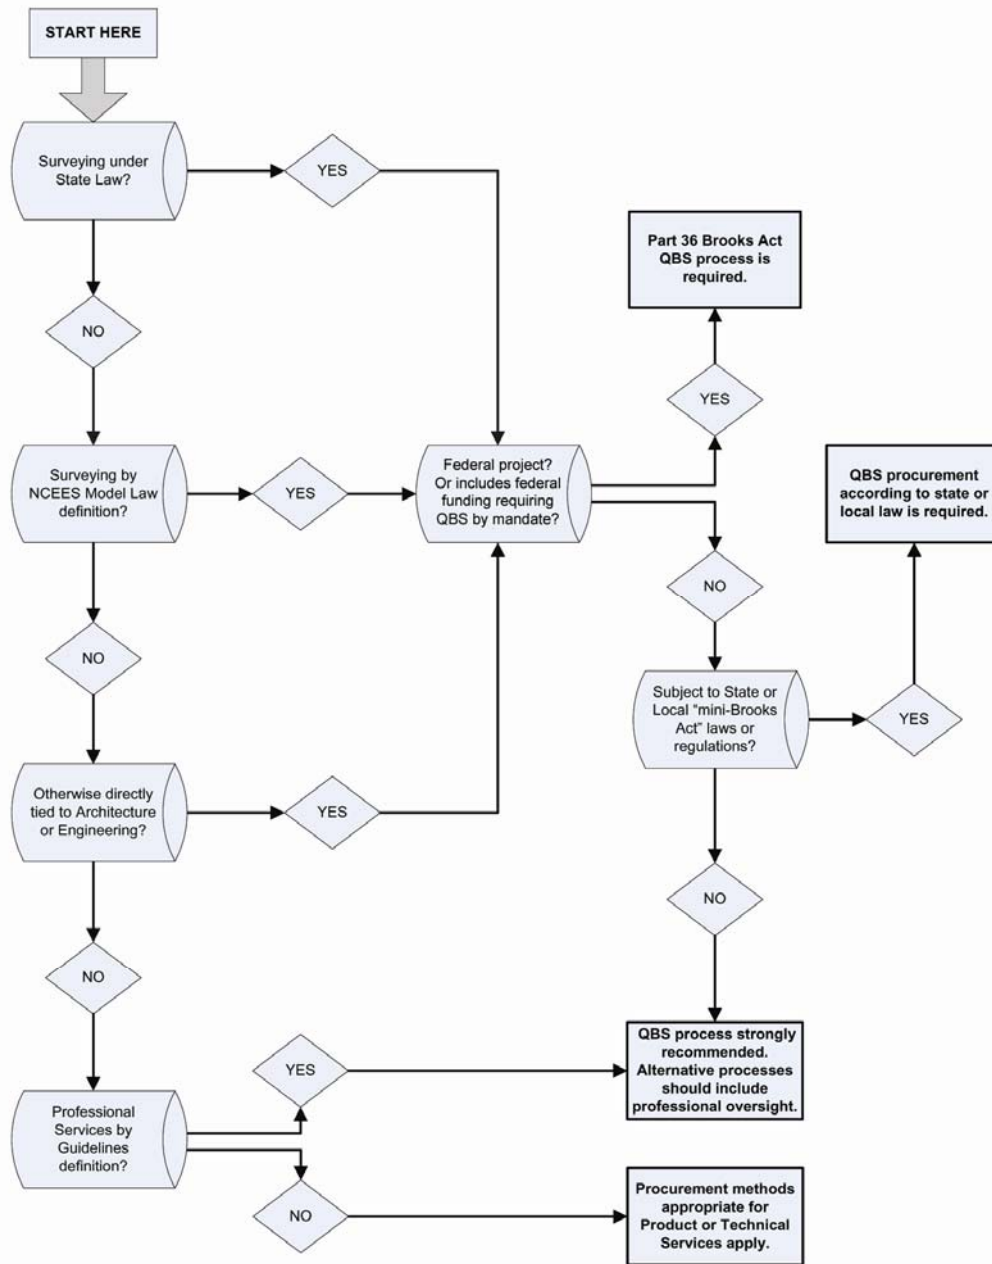 START HERE
Surveying under
State Law?
YES
NO
Part 36 Brooks Act
QBS process is
required.
YES
Surveying by
NCEES Model Law
definition?
YES
Federal project?
Or includes federal
funding requiring
QBS by mandate?
QBS procurement
according to state or
local law is required.
NO
NO
Subject to State or
Local “mini-Brooks
Act” laws or
regulations?
YES
Otherwise directly
tied to Architecture
or Engineering?
YES
NO
NO
QBS process strongly
recommended.
Alternative processes
should include
professional oversight.
YES
Professional
Services by
Guidelines
definition?
NO
Procurement methods
appropriate for
Product or Technical
Services apply.